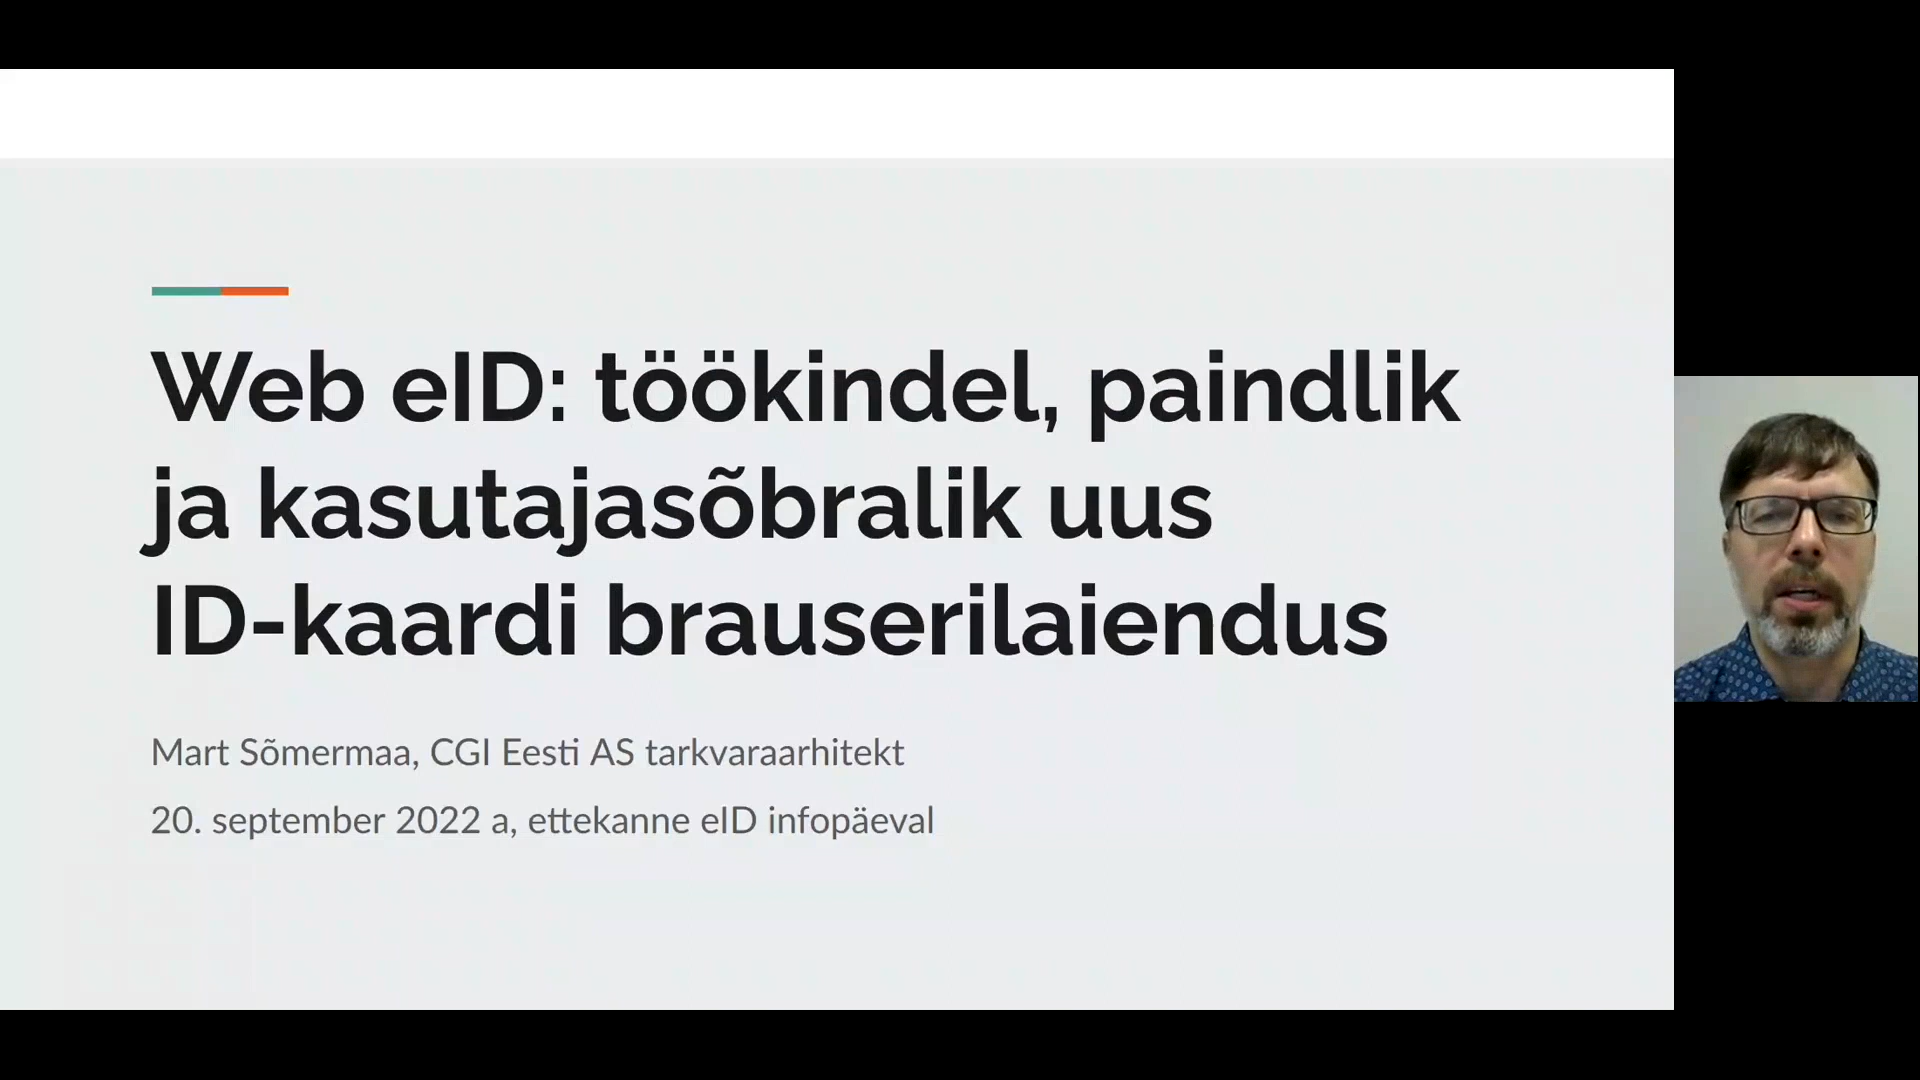 Web eID: töökindel, paindlik
ja kasutajasõbralik uus
ID-kaardi brauserilaiendus
Mart Sõmermaa, CGI Eesti AS tarkvaraarhitekt
20. september 2022 a, ettekanne eID infopäeval